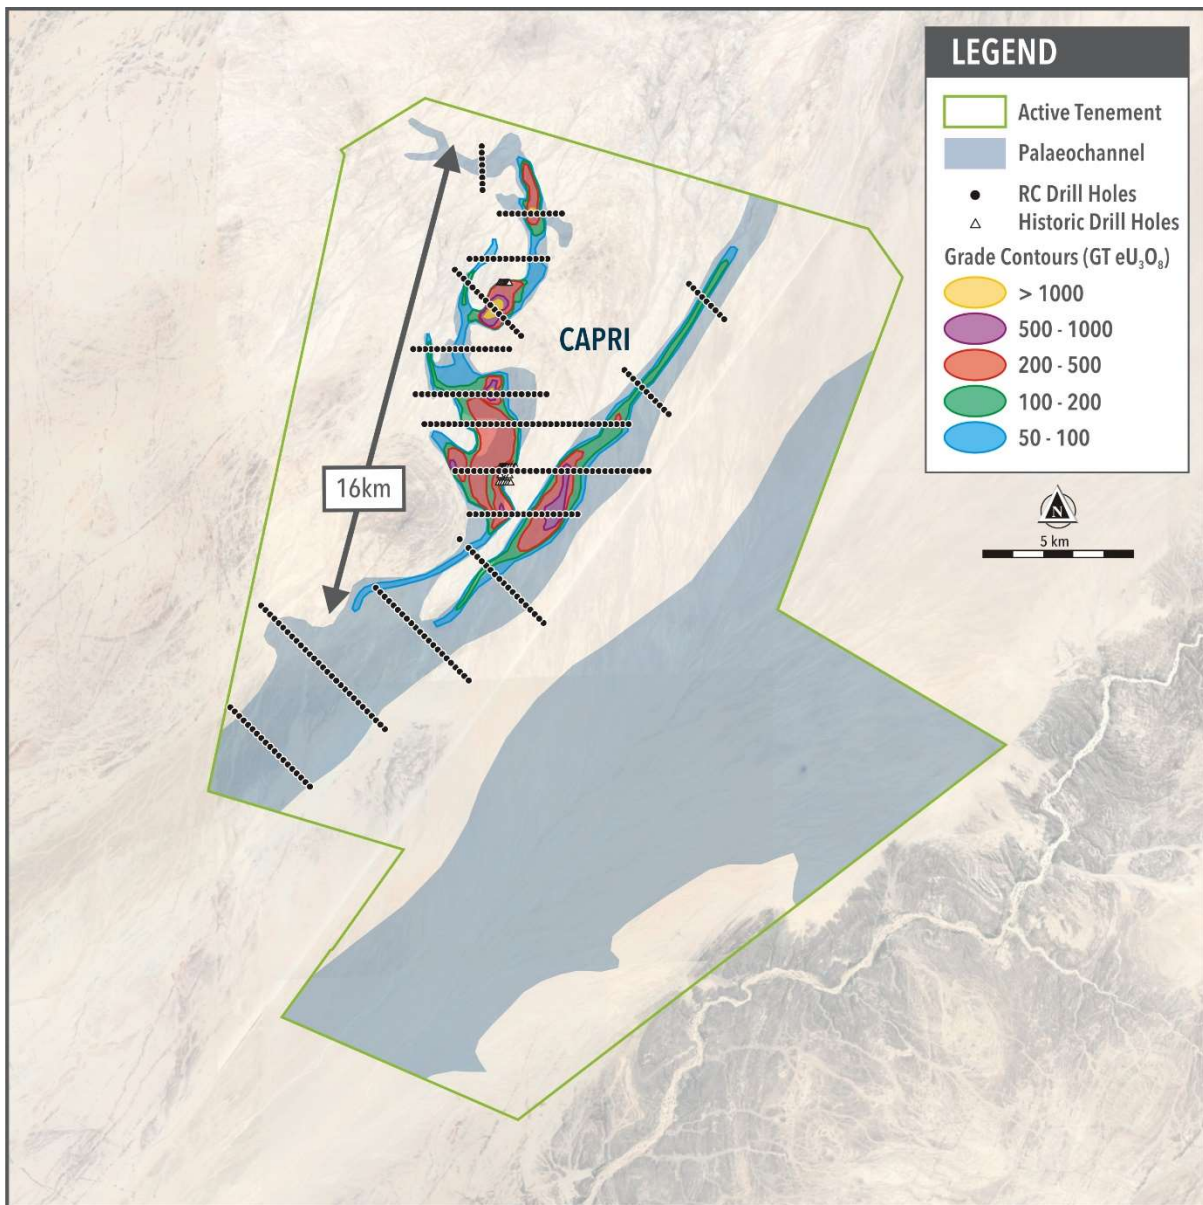 LEGEND
Active Tenement
Palaeochannel
RC Drill Holes
Historic Drill Holes
Grade Contours (GT eU₃O₈)
> 1000
500 - 1000
200 - 500
100 - 200
50 - 100
N
5 km
CAPRI
16km